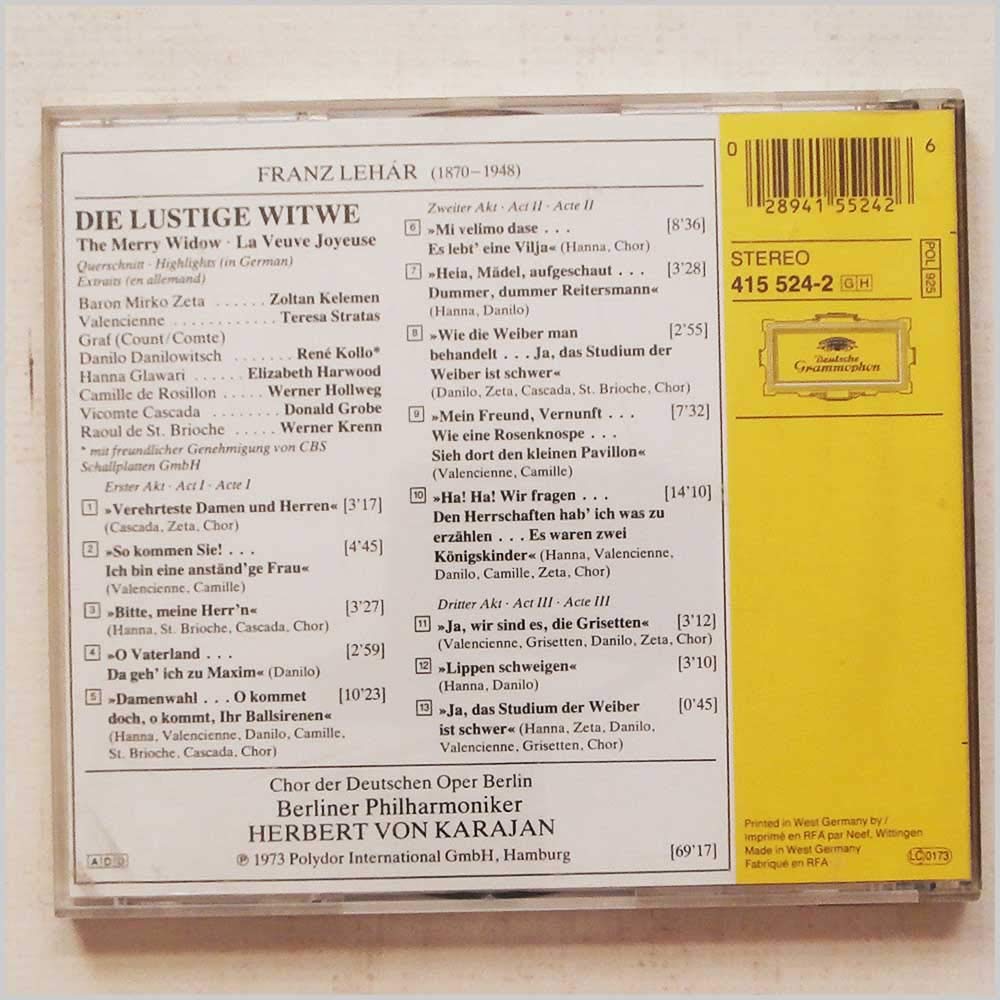 FRANZ LEHÁR (1870–1948)
DIE LUSTIGE WITWE
The Merry Widow · La Veuve Joyeuse
Querschnitt · Highlights (in German)
Extraits (en allemand)
Baron Mirko Zeta ...... Zoltan Kelemen
Valencienne ............ Teresa Stratas
Graf (Count/Comte)
Danilo Danilowitsch ....... René Kollo*
Hanna Glawari ...... Elizabeth Harwood
Camille de Rosillon ..... Werner Hollweg
Vicomte Cascada ........ Donald Grobe
Raoul de St. Brioche ..... Werner Krenn
* mit freundlicher Genehmigung von CBS
Schallplatten GmbH
Erster Akt · Act I · Acte I
1 »Verehrteste Damen und Herren« [3'17]
(Cascada, Zeta, Chor)
2 »So kommen Sie! . . . [4'45]
Ich bin eine anständ'ge Frau«
(Valencienne, Camille)
3 »Bitte, meine Herr'n« [3'27]
(Hanna, St. Brioche, Cascada, Chor)
4 »O Vaterland . . . [2'59]
Da geh' ich zu Maxim« (Danilo)
5 »Damenwahl . . . O kommet [10'23]
doch, o kommt, Ihr Ballsirenen«
(Hanna, Valencienne, Danilo, Camille,
St. Brioche, Cascada, Chor)
Zweiter Akt · Act II · Acte II
6 »Mi velimo dase . . . [8'36]
Es lebt' eine Vilja« (Hanna, Chor)
7 »Heia, Mädel, aufgeschaut . . . [3'28]
Dummer, dummer Reitersmann«
(Hanna, Danilo)
8 »Wie die Weiber man [2'55]
behandelt . . . Ja, das Studium der
Weiber ist schwer«
(Danilo, Zeta, Cascada, St. Brioche, Chor)
9 »Mein Freund, Vernunft . . . [7'32]
Wie eine Rosenknospe . . .
Sieh dort den kleinen Pavillon«
(Valencienne, Camille)
10 »Ha! Ha! Wir fragen . . . [14'10]
Den Herrschaften hab' ich was zu
erzählen . . . Es waren zwei
Königskinder« (Hanna, Valencienne,
Danilo, Camille, Zeta, Chor)
Dritter Akt · Act III · Acte III
11 »Ja, wir sind es, die Grisetten« [3'12]
(Valencienne, Grisetten, Danilo, Zeta, Chor)
12 »Lippen schweigen« [3'10]
(Hanna, Danilo)
13 »Ja, das Studium der Weiber [0'45]
ist schwer« (Hanna, Zeta, Danilo,
Valencienne, Grisetten, Chor)
Chor der Deutschen Oper Berlin
Berliner Philharmoniker
HERBERT VON KARAJAN
ADD ℗ 1973 Polydor International GmbH, Hamburg [69'17]
0 28941 55242 6
STEREO
415 524-2 GH
POL 925
Deutsche
Grammophon
Printed in West Germany by /
Imprimé en RFA par Neef, Wittingen
Made in West Germany
Fabriqué en RFA
LC 0173